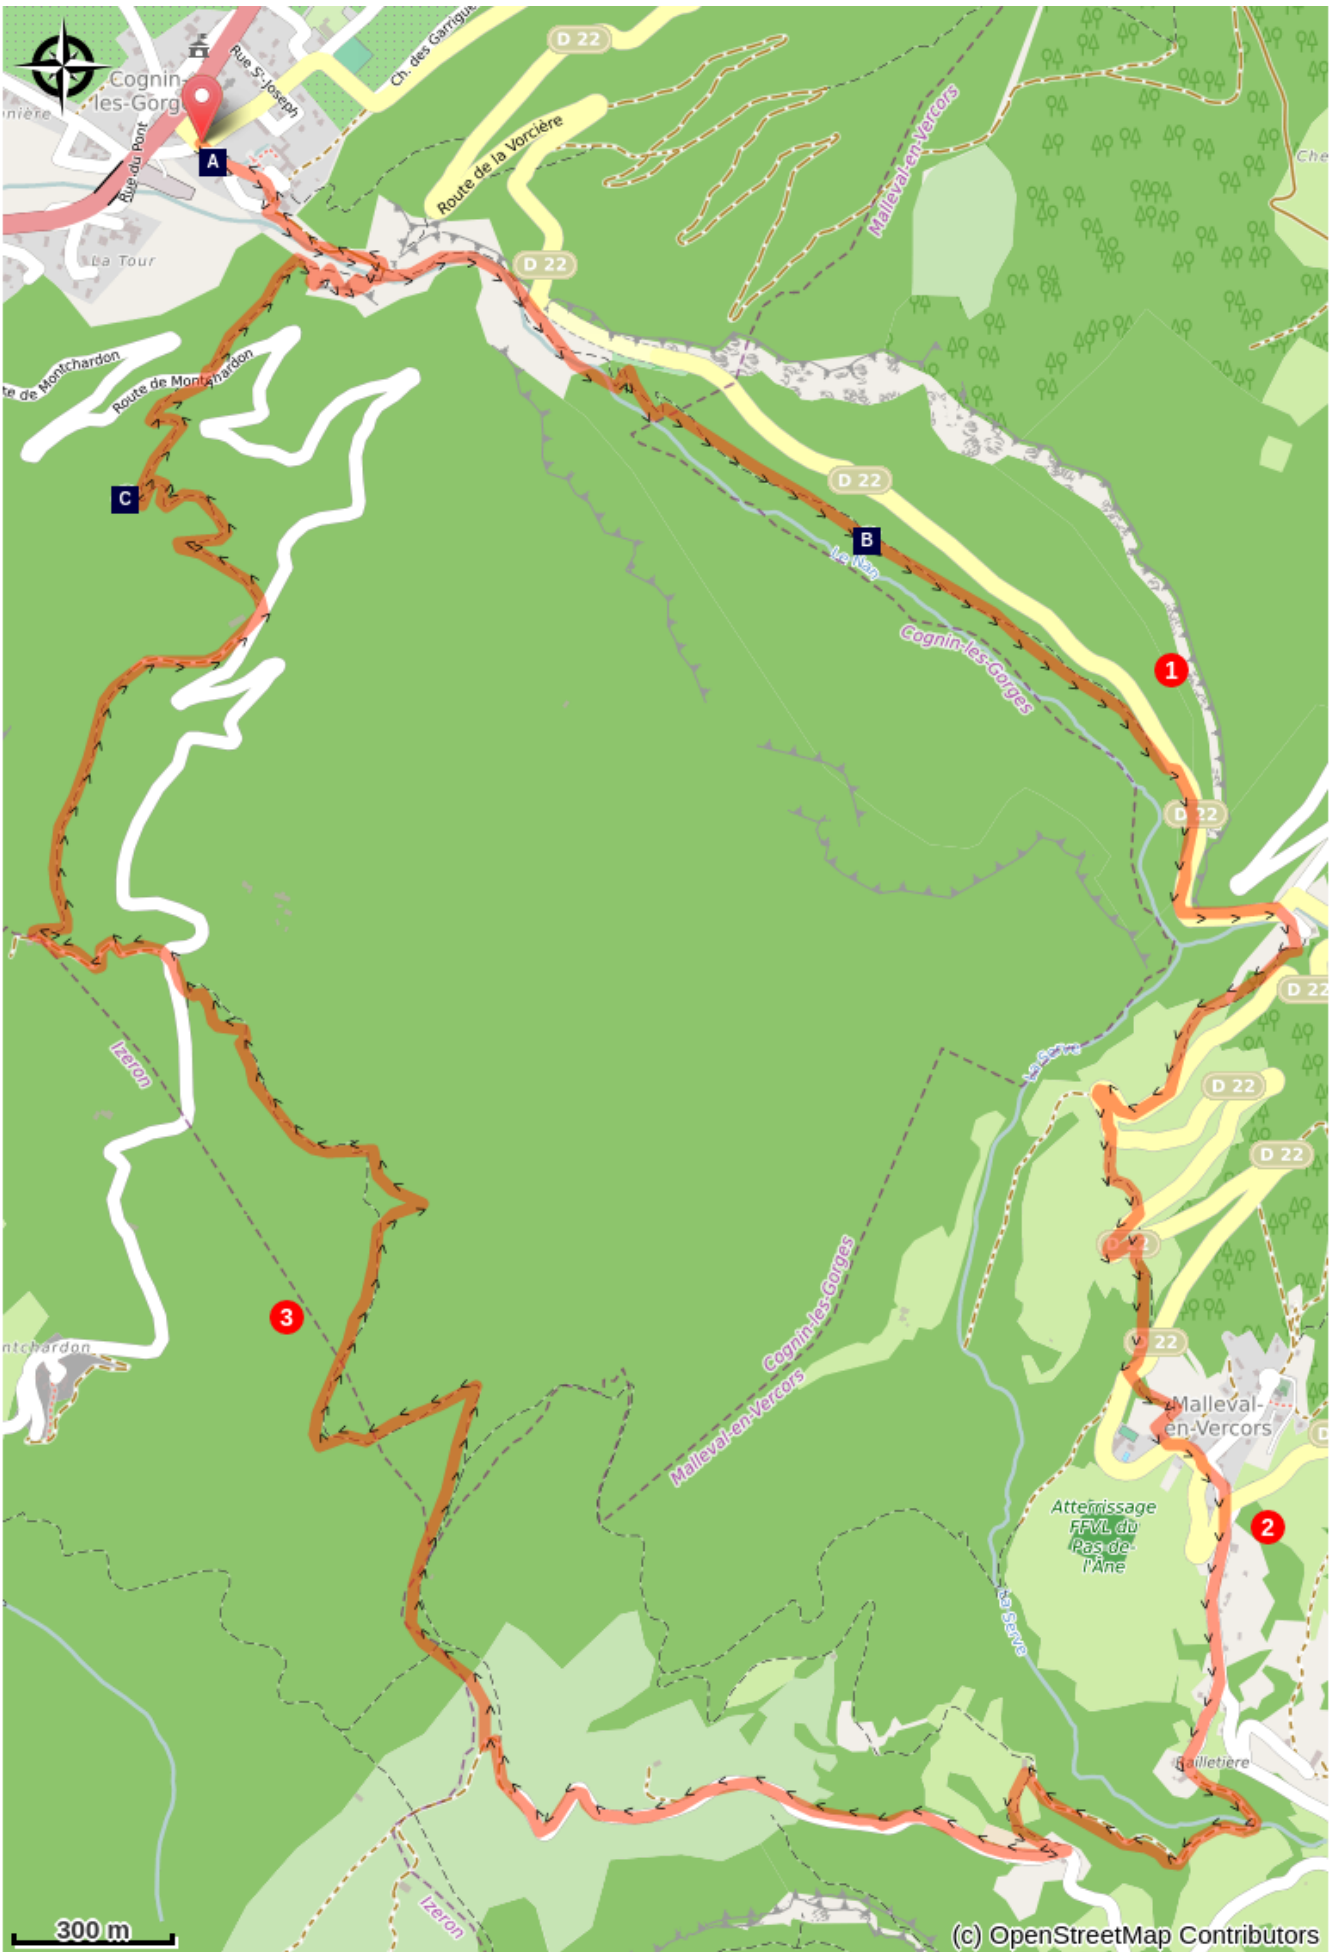 D 22
Rue St-Joseph
Ch. des Garrigue
Cognin-
les-Gorg
nière
Rue du Pont
A
Route de la Vorcière
Malleval-en-Vercors
Che
La Tour
D 22
te de Montchardon
Route de Montchardon
D 22
C
B
Le Nan
Cognin-les-Gorges
1
D 22
D 22
Izeron
La Serve
D 22
D 22
22
Cognin-les-Gorges
Malleval-en-Vercors
3
22
ntchardon
Malleval-
en-Vercors
D
Atterrissage
FFVL du
Pas-de-
l'Âne
2
La Serve
Bailletière
Izeron
300 m
(c) OpenStreetMap Contributors